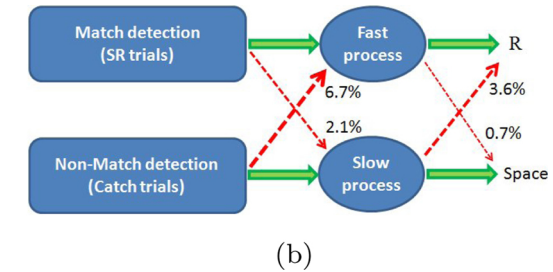 Match detection
(SR trials)
Fast
process
R
6.7%
3.6%
2.1%
0.7%
Non-Match detection
(Catch trials)
Slow
process
Space
(b)